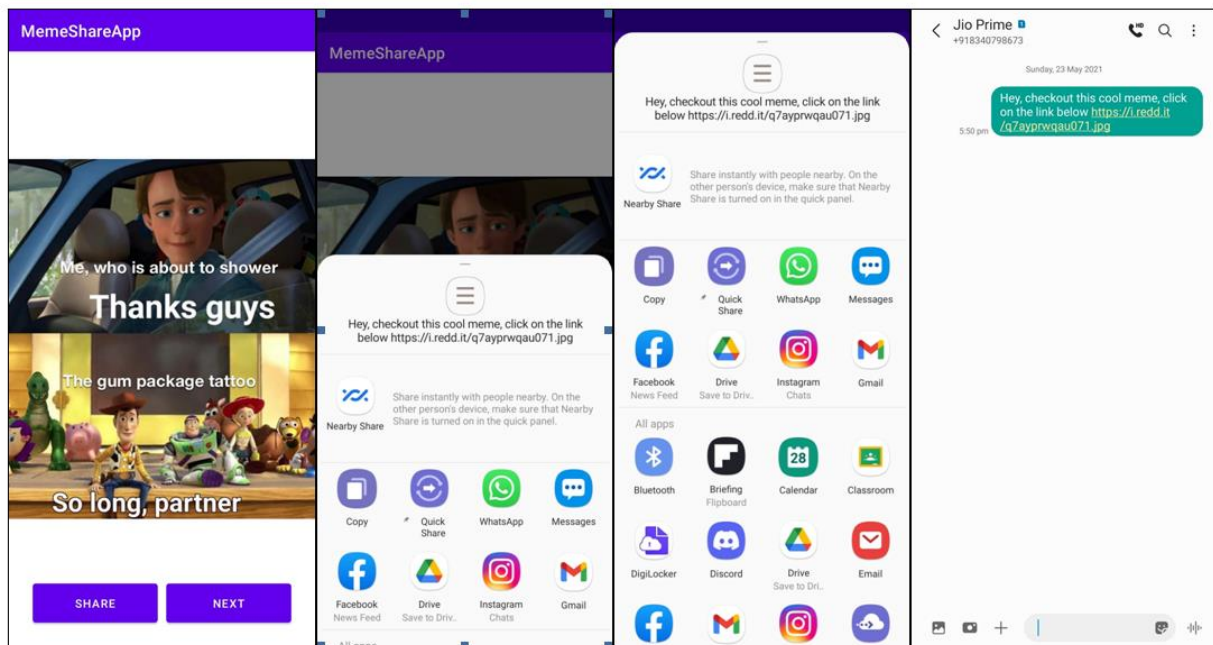 MemeShareApp
Me, who is about to shower
Thanks guys
The gum package tattoo
So long, partner
SHARE
NEXT
MemeShareApp
Hey, checkout this cool meme, click on the link
below https://i.redd.it/q7ayprwqau071.jpg
Nearby Share
Share instantly with people nearby. On the
other person's device, make sure that Nearby
Share is turned on in the quick panel.
Copy
Quick
Share
WhatsApp
Messages
Facebook
News Feed
Drive
Save to Driv..
Instagram
Chats
Gmail
All apps
Hey, checkout this cool meme, click on the link
below https://i.redd.it/q7ayprwqau071.jpg
Nearby Share
Share instantly with people nearby. On the
other person's device, make sure that Nearby
Share is turned on in the quick panel.
Copy
Quick
Share
WhatsApp
Messages
Facebook
News Feed
Drive
Save to Driv..
Instagram
Chats
Gmail
All apps
Bluetooth
Briefing
Flipboard
28
Calendar
Classroom
DigiLocker
Discord
Drive
Save to Dri..
Email
Jio Prime
+918340798673
HD
Sunday, 23 May 2021
Hey, checkout this cool meme, click
on the link below https://i.redd.it
/q7ayprwqau071.jpg
5:50 pm